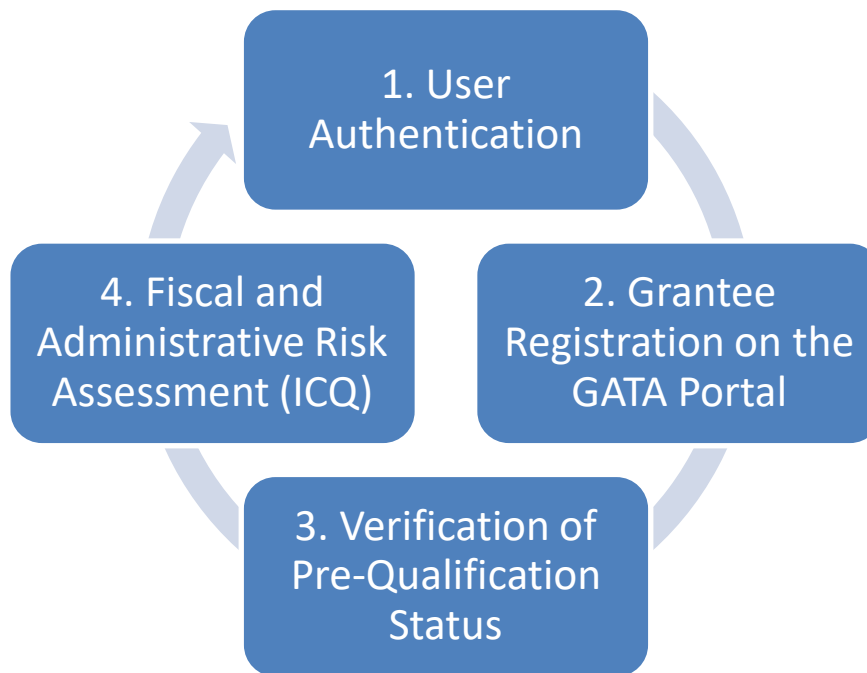 1. User
Authentication
2. Grantee
Registration on the
GATA Portal
3. Verification of
Pre-Qualification
Status
4. Fiscal and
Administrative Risk
Assessment (ICQ)